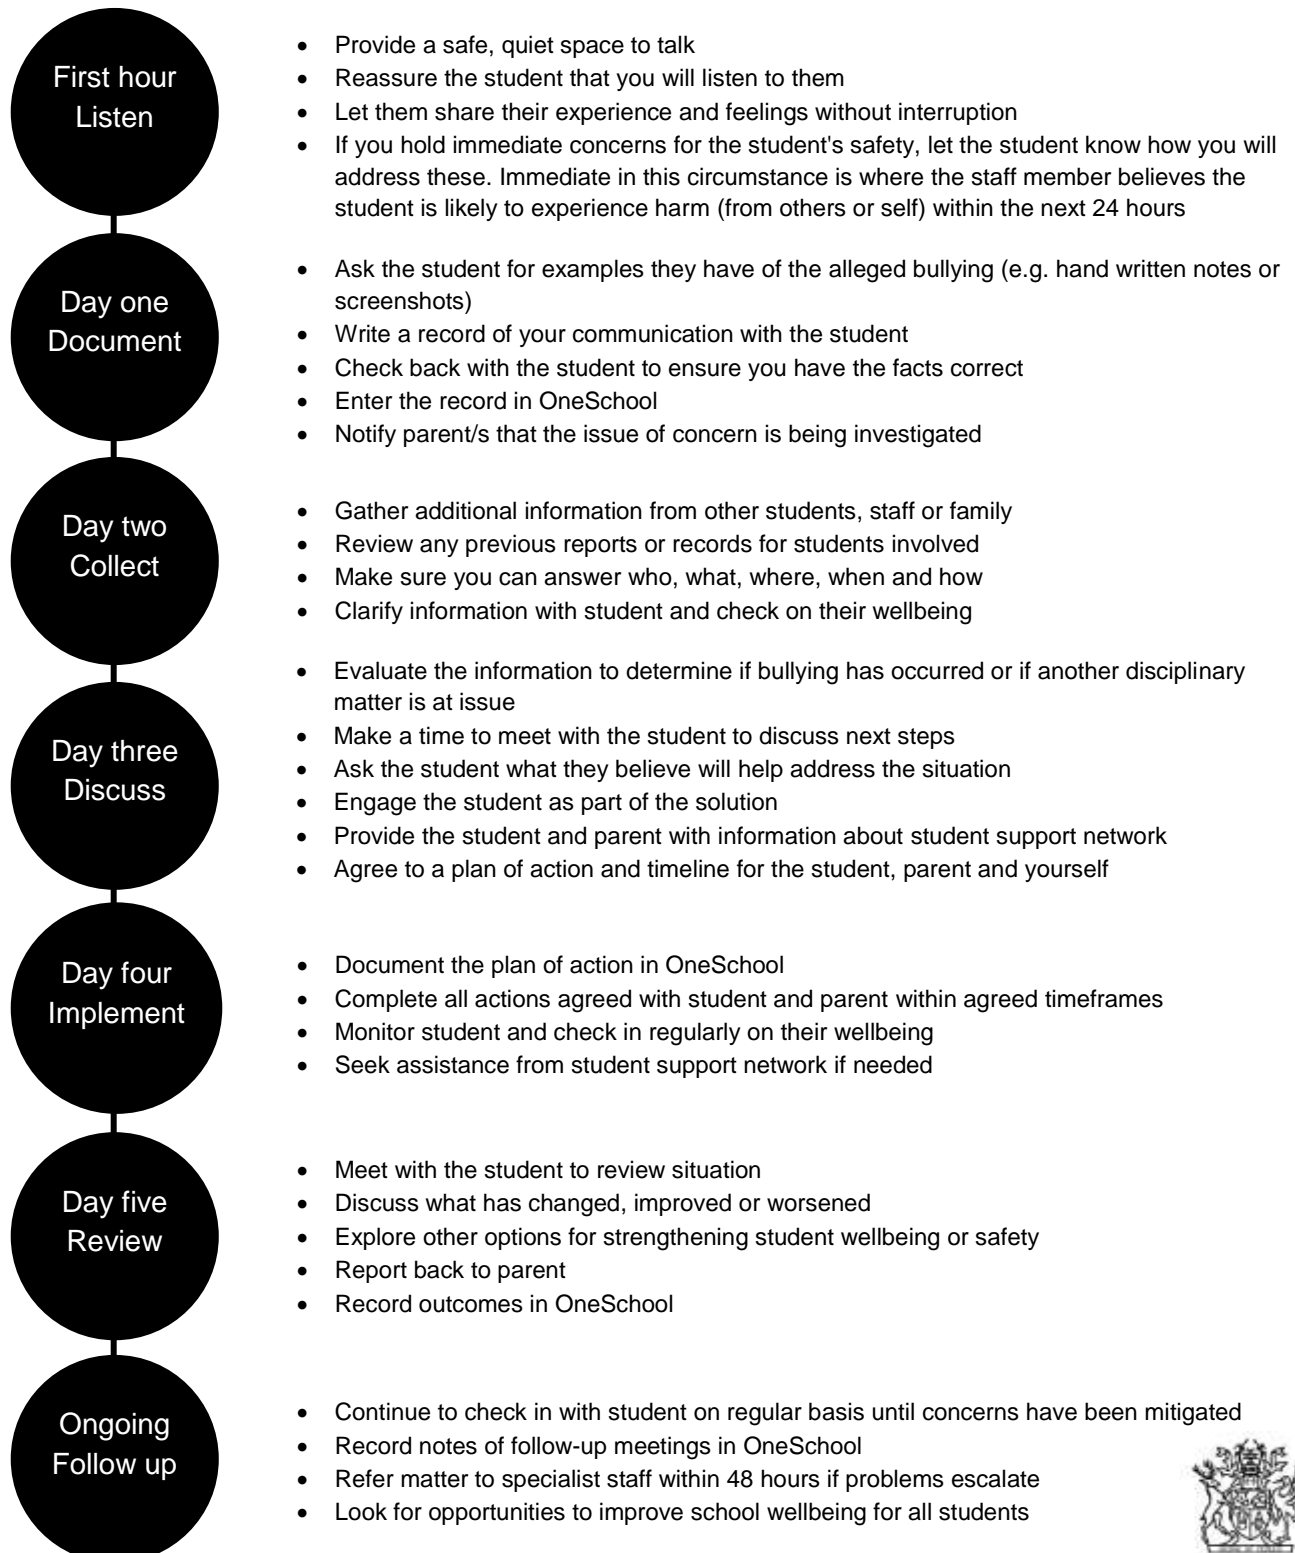 First hour
Listen
• Provide a safe, quiet space to talk
• Reassure the student that you will listen to them
• Let them share their experience and feelings without interruption
• If you hold immediate concerns for the student's safety, let the student know how you will
address these. Immediate in this circumstance is where the staff member believes the
student is likely to experience harm (from others or self) within the next 24 hours
Day one
Document
• Ask the student for examples they have of the alleged bullying (e.g. hand written notes or
screenshots)
• Write a record of your communication with the student
• Check back with the student to ensure you have the facts correct
• Enter the record in OneSchool
• Notify parent/s that the issue of concern is being investigated
Day two
Collect
• Gather additional information from other students, staff or family
• Review any previous reports or records for students involved
• Make sure you can answer who, what, where, when and how
• Clarify information with student and check on their wellbeing
Day three
Discuss
• Evaluate the information to determine if bullying has occurred or if another disciplinary
matter is at issue
• Make a time to meet with the student to discuss next steps
• Ask the student what they believe will help address the situation
• Engage the student as part of the solution
• Provide the student and parent with information about student support network
• Agree to a plan of action and timeline for the student, parent and yourself
Day four
Implement
• Document the plan of action in OneSchool
• Complete all actions agreed with student and parent within agreed timeframes
• Monitor student and check in regularly on their wellbeing
• Seek assistance from student support network if needed
Day five
Review
• Meet with the student to review situation
• Discuss what has changed, improved or worsened
• Explore other options for strengthening student wellbeing or safety
• Report back to parent
• Record outcomes in OneSchool
Ongoing
Follow up
• Continue to check in with student on regular basis until concerns have been mitigated
• Record notes of follow-up meetings in OneSchool
• Refer matter to specialist staff within 48 hours if problems escalate
• Look for opportunities to improve school wellbeing for all students